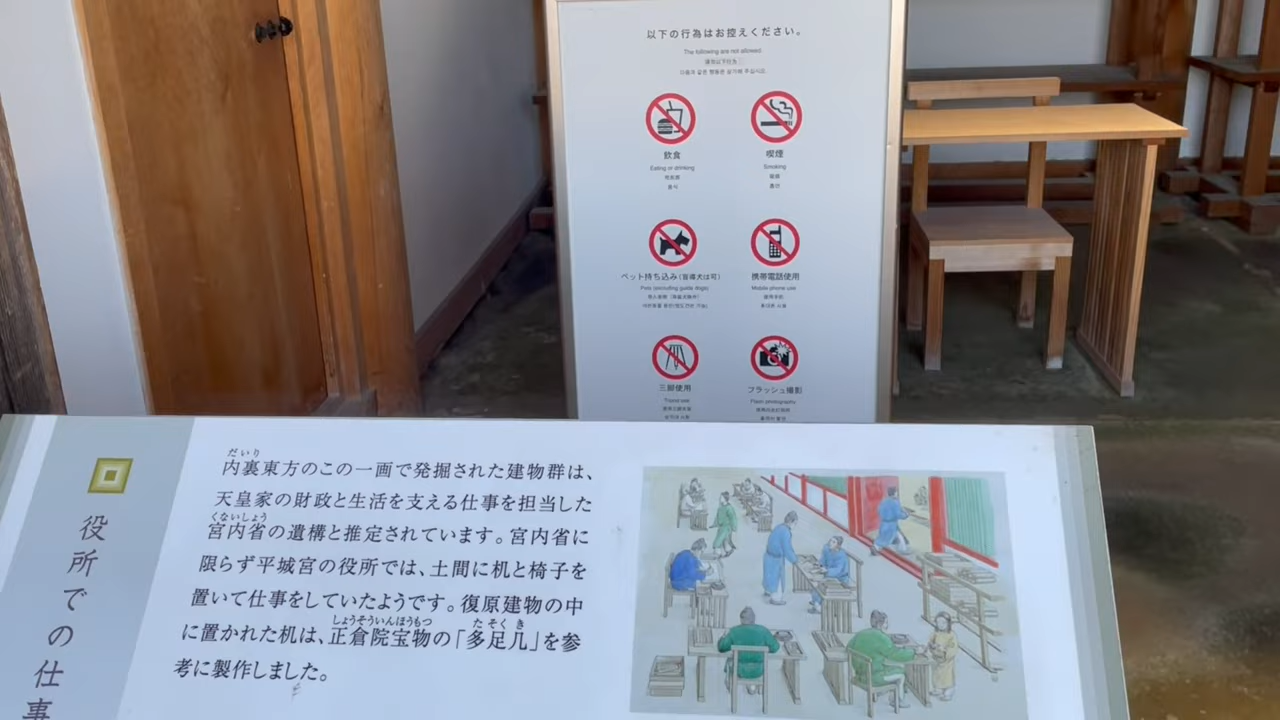 以下の行為はお控えください。
The following are not allowed.
飲食
Eating or drinking
喫煙
Smoking
ペット持ち込み(盲導犬は可)
Pets (excluding guide dogs)
携帯電話使用
Mobile phone use
三脚使用
Tripod use
フラッシュ撮影
Flash photography
役所での仕事
だいり
内裏東方のこの一画で発掘された建物群は、
天皇家の財政と生活を支える仕事を担当した
くないしょう
宮内省の遺構と推定されています。宮内省に
限らず平城宮の役所では、土間に机と椅子を
置いて仕事をしていたようです。復原建物の中
しょうそういんほうもつ たそくき
に置かれた机は、正倉院宝物の「多足几」を参
考に製作しました。